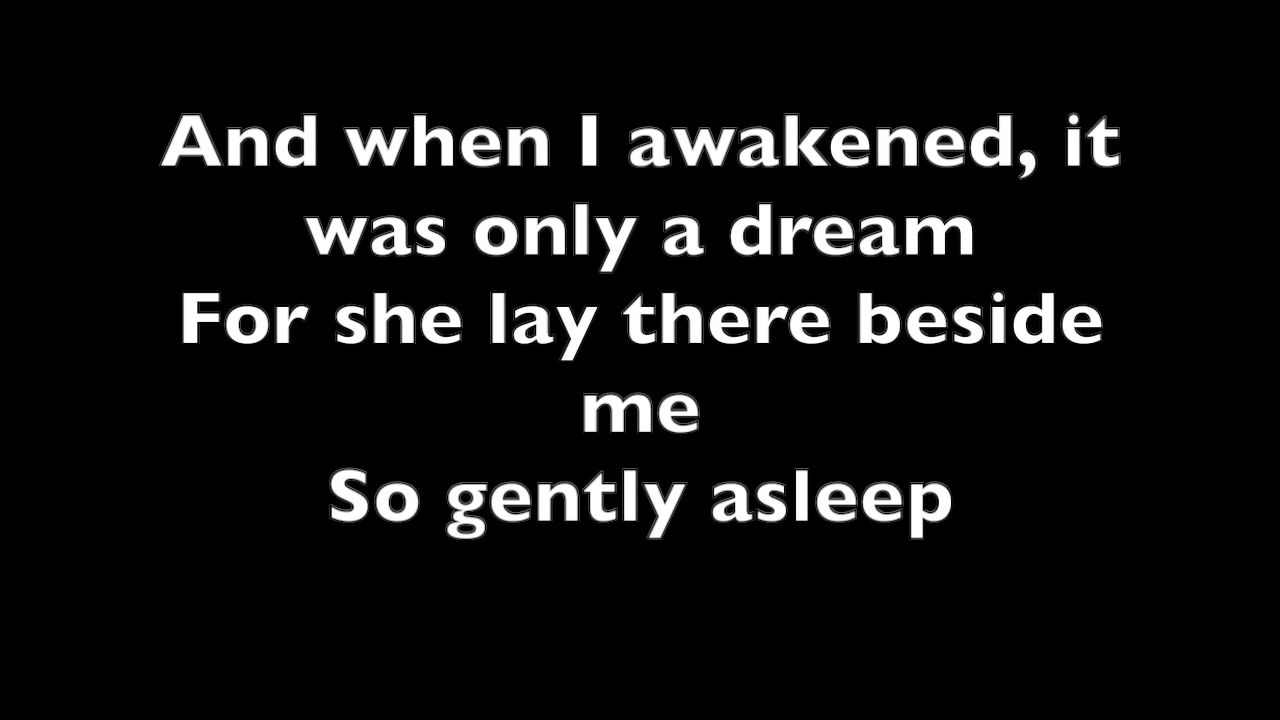 And when I awakened, it
was only a dream
For she lay there beside
me
So gently asleep